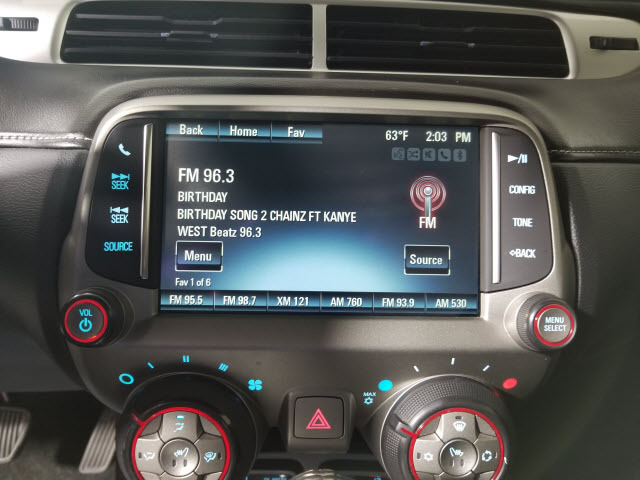 Back Home Fav 63°F 2:03 PM
FM 96.3
BIRTHDAY
BIRTHDAY SONG 2 CHAINZ FT KANYE
WEST Beatz 96.3
FM
Menu Source
Fav 1 of 6
FM 95.5 FM 98.7 XM 121 AM 760 FM 93.9 AM 530
SEEK
SEEK
SOURCE
CONFIG
TONE
BACK
VOL
MENU SELECT
MAX